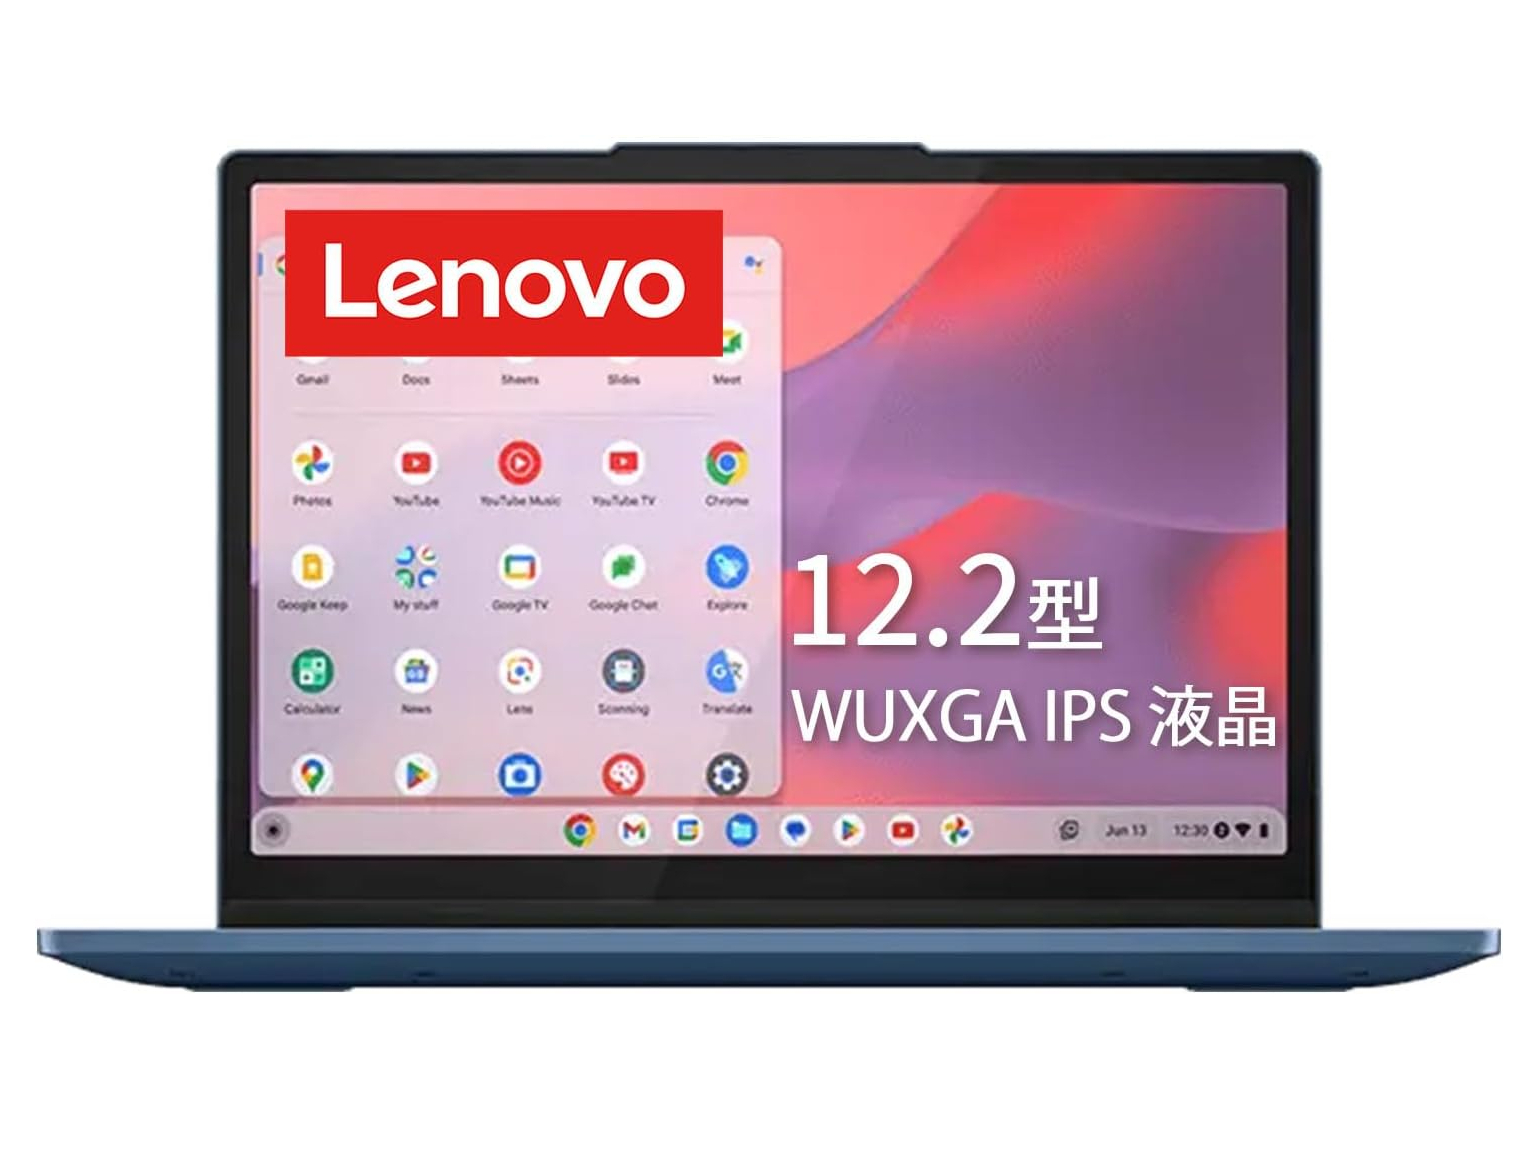 Lenovo
Gmail Docs Sheets Slides Meet
Photos YouTube YouTube Music YouTube TV Chrome
Google Keep My stuff Google TV Google Chat Explore
Calculator News Lens Scanning Translate
12.2型
WUXGA IPS 液晶
Jun 13 12:30